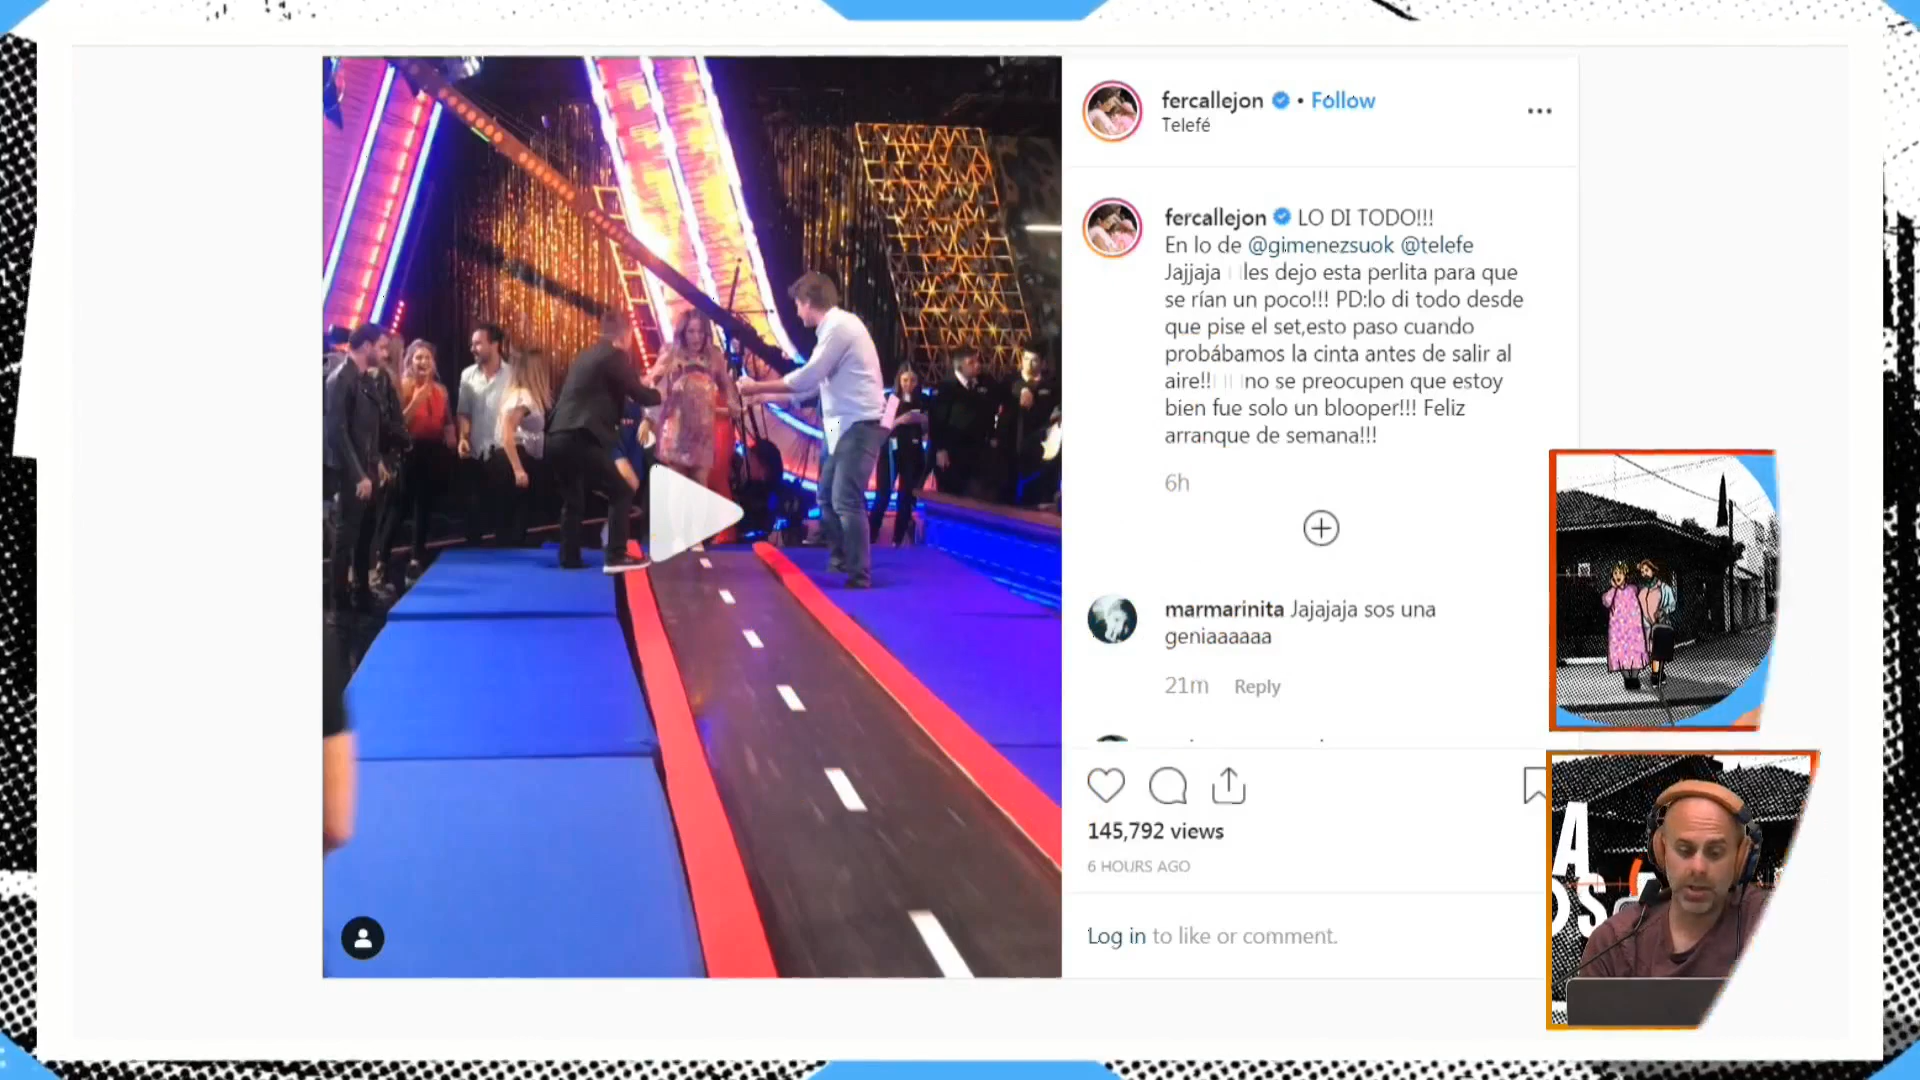 fercallejon • Follow
Telefé
fercallejon LO DI TODO!!!
En lo de @gimenezsuok @telefe
Jajjaja les dejo esta perlita para que
se rían un poco!!! PD:lo di todo desde
que pise el set,esto paso cuando
probábamos la cinta antes de salir al
aire!! no se preocupen que estoy
bien fue solo un blooper!!! Feliz
arranque de semana!!!
6h
marmarinita Jajajaja sos una
geniaaaaaa
21m Reply
145,792 views
6 HOURS AGO
Log in to like or comment.